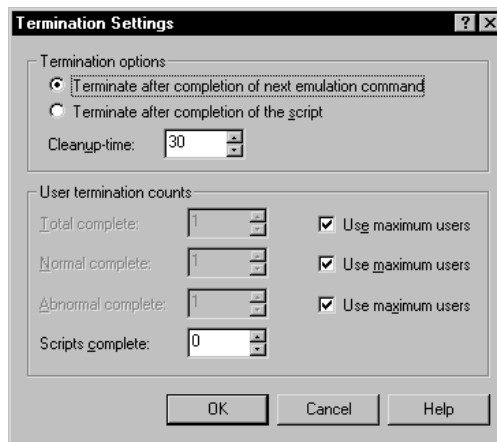 Termination Settings
Termination options
Terminate after completion of next emulation command
Terminate after completion of the script
Cleanup-time: 30
User termination counts
Total complete: 1 Use maximum users
Normal complete: 1 Use maximum users
Abnormal complete: 1 Use maximum users
Scripts complete: 0
OK Cancel Help